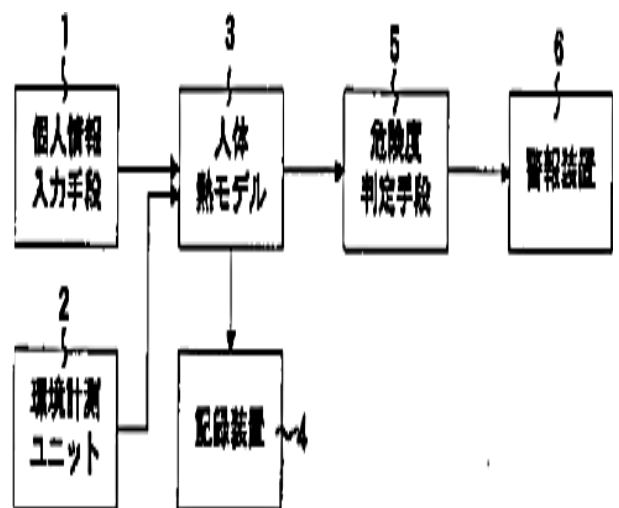 1
個人情報
入力手段
3
人体
熱モデル
5
危険度
判定手段
6
警報装置
2
環境計測
ユニット
記録装置
4